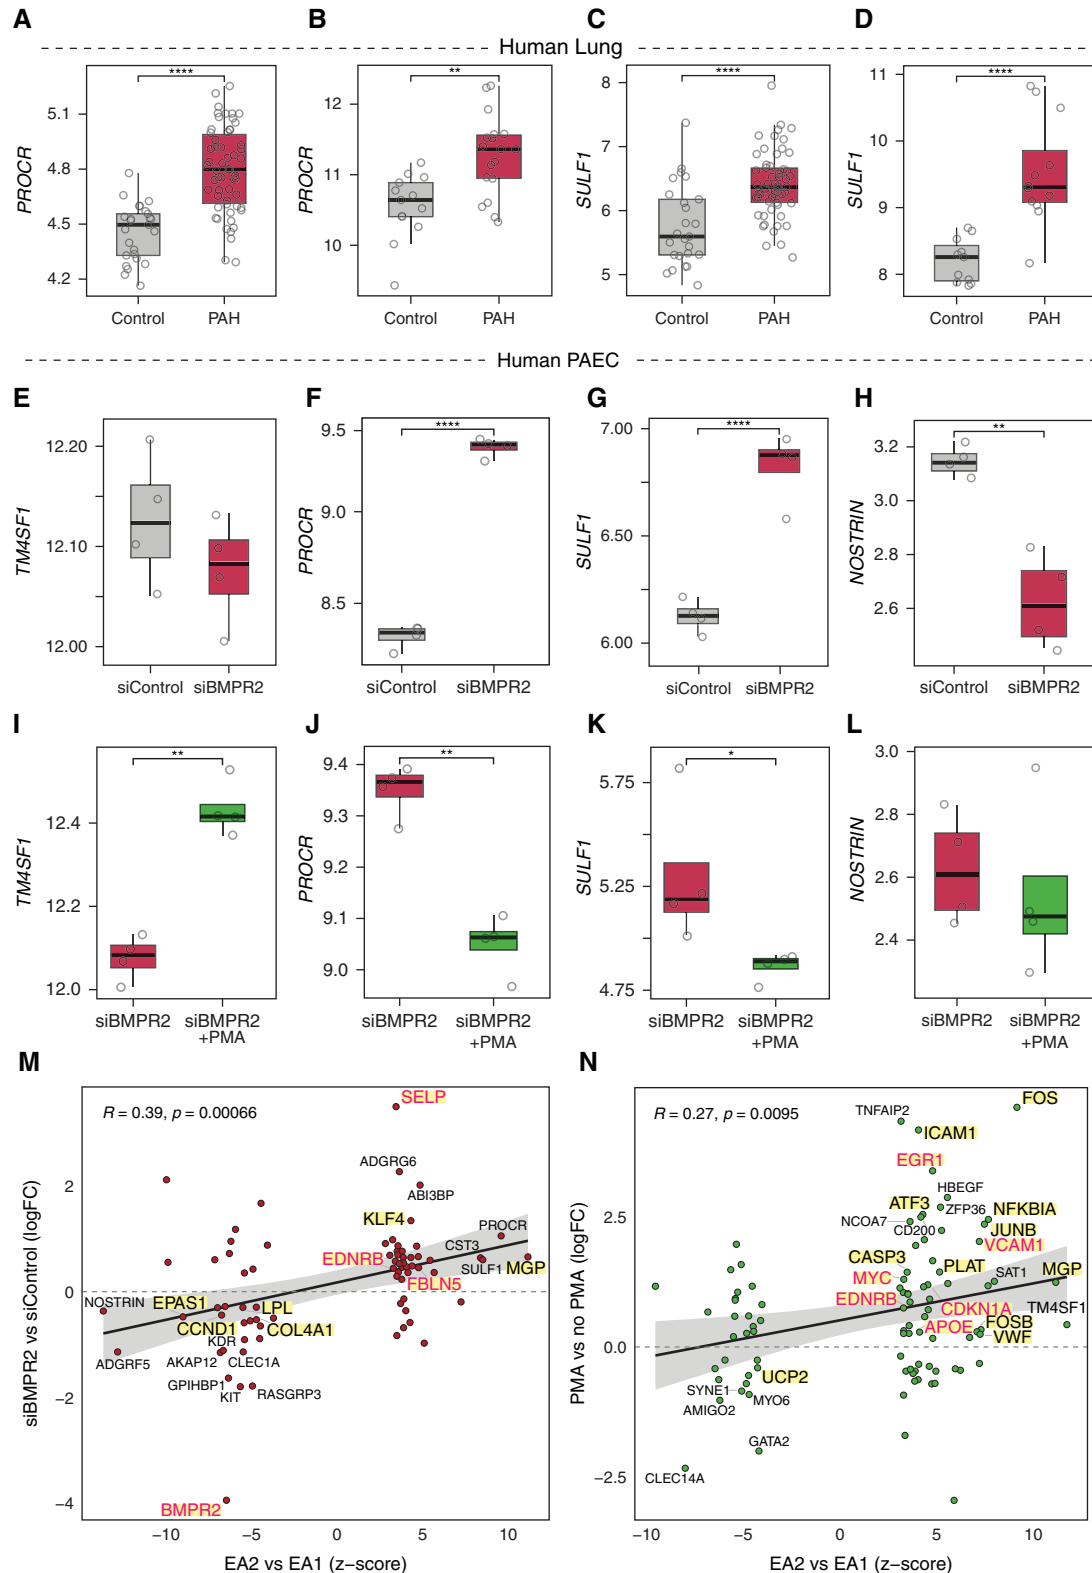 A
B
C
D
Human Lung
****
**
****
****
PROCR
5.1
4.8
4.5
4.2
Control
PAH
PROCR
12
11
10
Control
PAH
SULF1
8
7
6
5
Control
PAH
SULF1
11
10
9
8
Control
PAH
Human PAEC
E
F
G
H
TM4SF1
12.20
12.10
12.00
siControl
siBMPR2
****
PROCR
9.5
9.0
8.5
siControl
siBMPR2
****
SULF1
7.00
6.50
6.00
siControl
siBMPR2
**
NOSTRIN
3.2
3.0
2.8
2.6
siControl
siBMPR2
I
J
K
L
**
TM4SF1
12.4
12.2
12.0
siBMPR2
siBMPR2
+PMA
**
PROCR
9.4
9.3
9.2
9.1
9.0
siBMPR2
siBMPR2
+PMA
*
SULF1
5.75
5.25
4.75
siBMPR2
siBMPR2
+PMA
NOSTRIN
3.0
2.8
2.6
2.4
siBMPR2
siBMPR2
+PMA
M
R = 0.39, p = 0.00066
SELP
ADGRG6
ABI3BP
KLF4
PROCR
CST3
EDNRB
SULF1
MGP
FBLN5
NOSTRIN
EPAS1
LPL
CCND1
COL4A1
KDR
ADGRF5
AKAP12
CLEC1A
GPIHBP1
KIT
RASGRP3
BMPR2
siBMPR2 vs siControl (logFC)
2
0
−2
−4
−10
−5
0
5
10
EA2 vs EA1 (z−score)
N
R = 0.27, p = 0.0095
FOS
TNFAIP2
ICAM1
EGR1
HBEGF
ATF3
ZFP36
NFKBIA
NCOA7
CD200
JUNB
VCAM1
CASP3
PLAT
MGP
MYC
SAT1
EDNRB
CDKN1A
TM4SF1
APOE
FOSB
VWF
UCP2
SYNE1
MYO6
AMIGO2
GATA2
CLEC14A
PMA vs no PMA (logFC)
2.5
0.0
−2.5
−10
−5
0
5
10
EA2 vs EA1 (z−score)